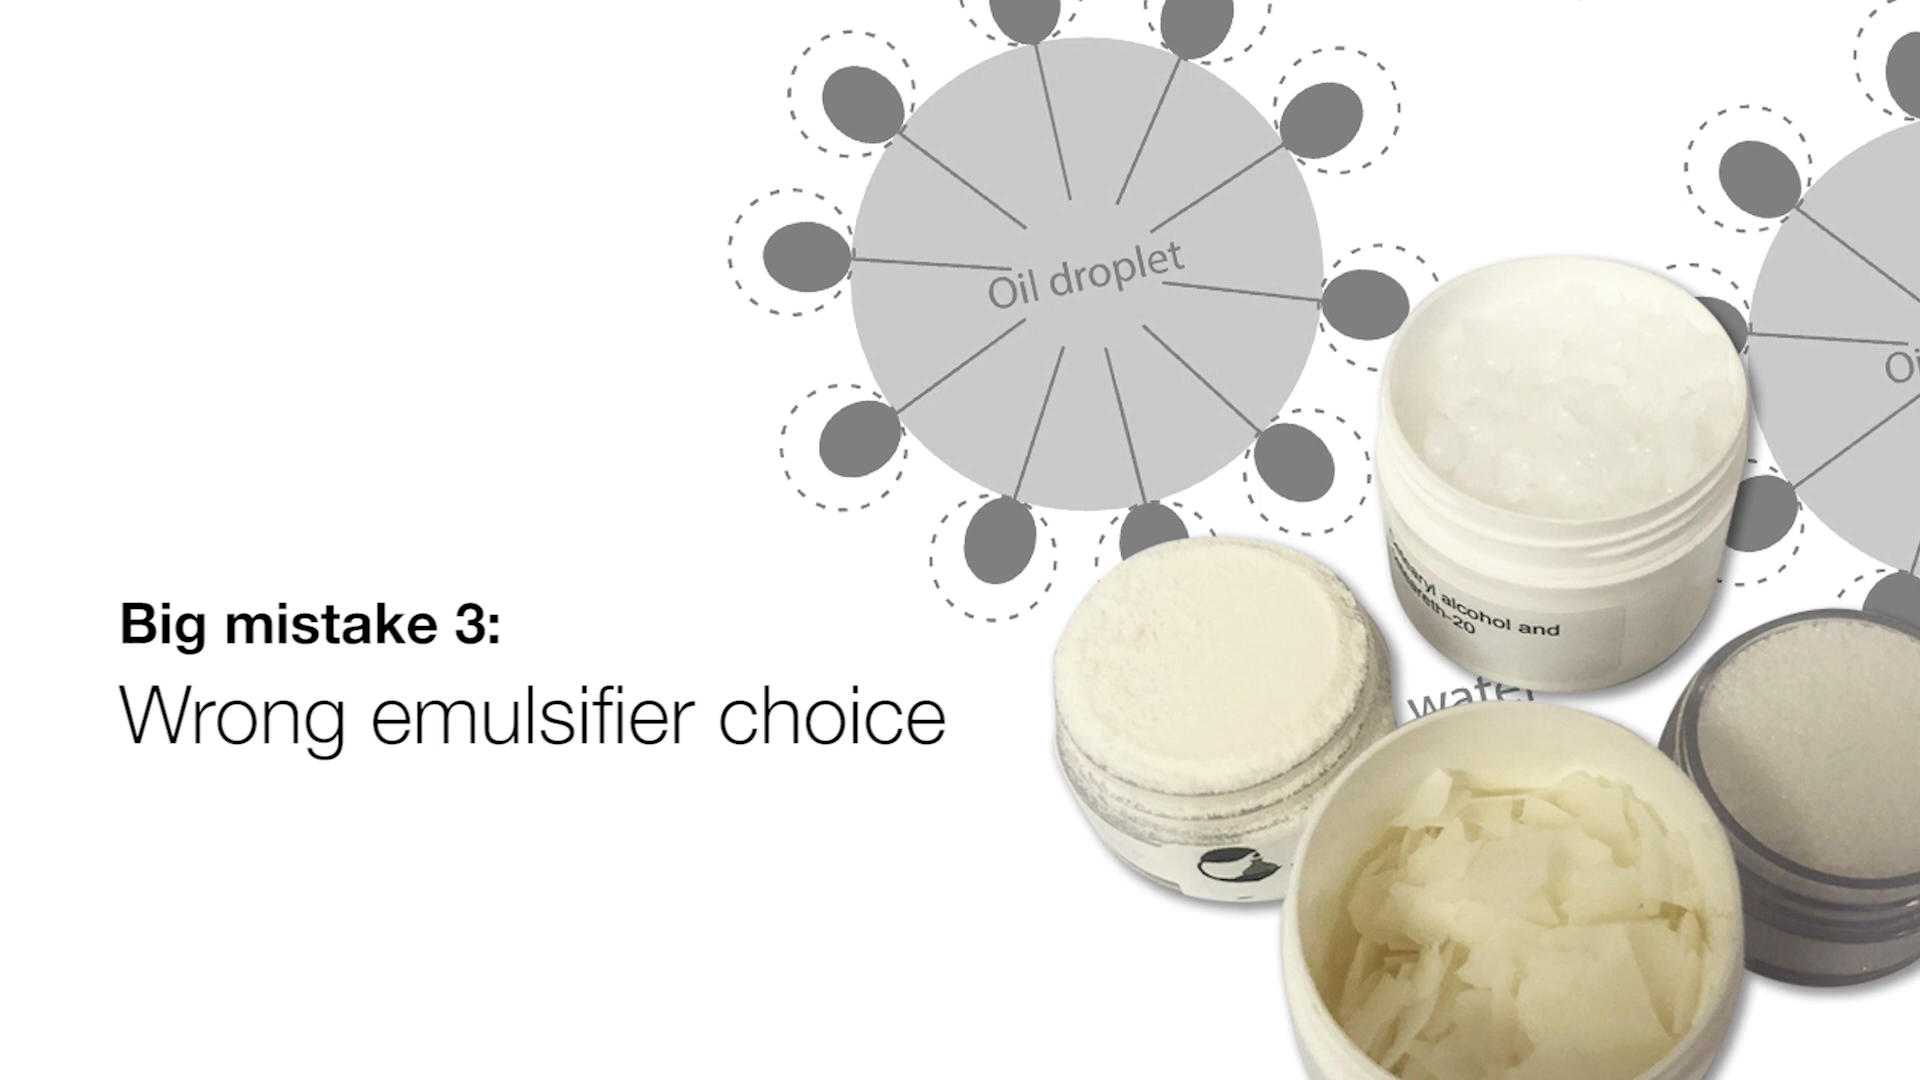 Oil droplet
Big mistake 3:
Wrong emulsifier choice
alcohol and
water